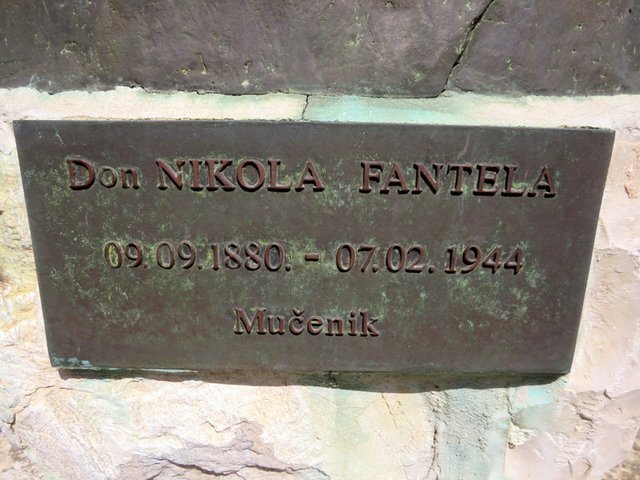 Don NIKOLA FANTELA
09.09.1880. - 07.02.1944
Mučenik